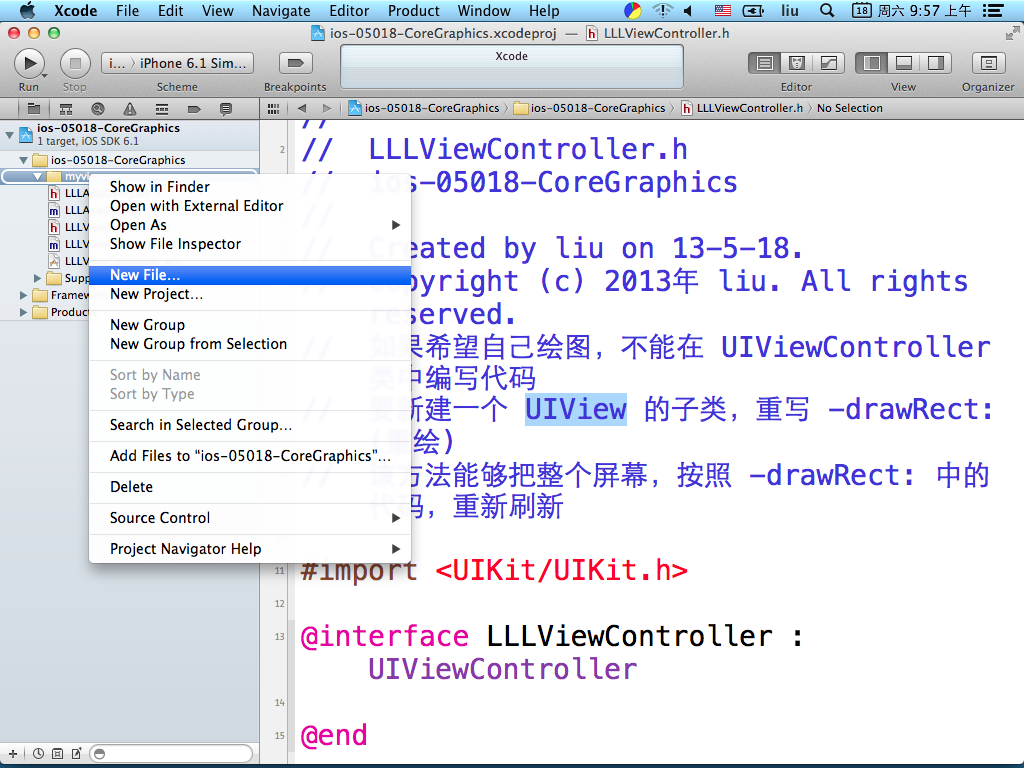 Xcode File Edit View Navigate Editor Product Window Help liu 18 周六 9:57 上午
ios-05018-CoreGraphics.xcodeproj — h LLLViewController.h
i... iPhone 6.1 Sim...
Xcode
Run Stop Scheme Breakpoints Editor View Organizer
ios-05018-CoreGraphics ios-05018-CoreGraphics h LLLViewController.h No Selection
ios-05018-CoreGraphics
1 target, iOS SDK 6.1
ios-05018-CoreGraphics
h LLLA
m LLLA
h LLLV
m LLLV
LLLV
Supp
Framew
Product
Show in Finder
Open with External Editor
Open As
Show File Inspector
New File...
New Project...
New Group
New Group from Selection
Sort by Name
Sort by Type
Search in Selected Group...
Add Files to “ios-05018-CoreGraphics”...
Delete
Source Control
Project Navigator Help
//
2 // LLLViewController.h
// ios-05018-CoreGraphics
//
// Created by liu on 13-5-18.
// Copyright (c) 2013年 liu. All rights
reserved.
// 如果希望自己绘图，不能在 UIViewController
类中编写代码
// 要新建一个 UIView 的子类，重写 -drawRect:
(重绘)
// 该方法能够把整个屏幕，按照 -drawRect: 中的
代码，重新刷新
11 #import <UIKit/UIKit.h>
12
13 @interface LLLViewController :
UIViewController
14
15 @end